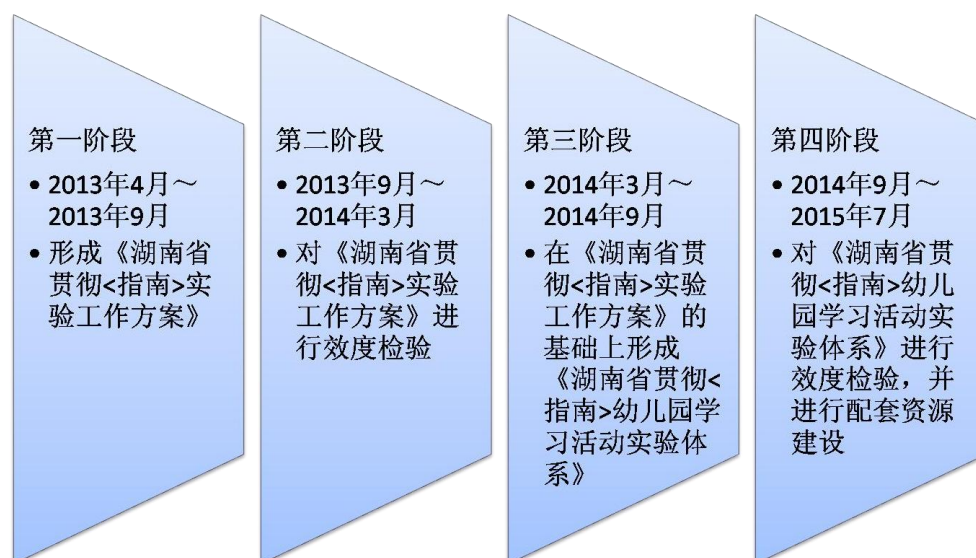 第一阶段
• 2013年4月～
2013年9月
• 形成《湖南省
贯彻<指南>实
验工作方案》
第二阶段
• 2013年9月～
2014年3月
• 对《湖南省贯
彻<指南>实验
工作方案》进
行效度检验
第三阶段
• 2014年3月～
2014年9月
• 在《湖南省贯
彻<指南>实验
工作方案》的
基础上形成
《湖南省贯彻<
指南>幼儿园学
习活动实验体
系》
第四阶段
• 2014年9月～
2015年7月
• 对《湖南省贯
彻<指南>幼儿
园学习活动实
验体系》进行
效度检验，并
进行配套资源
建设